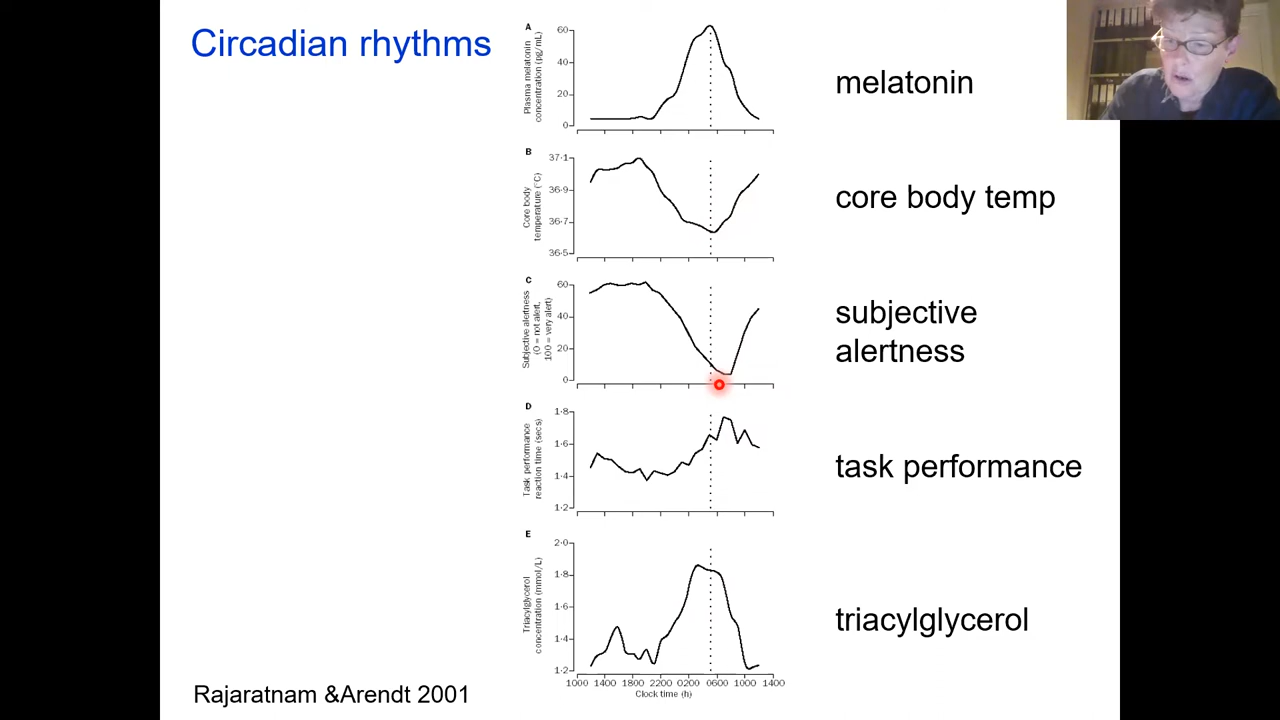 Circadian rhythms
A
Plasma melatonin
concentration (pg/mL)
60
40
20
0
melatonin
B
Core body
temperature (°C)
37·1
36·9
36·7
36·5
core body temp
C
Subjective alertness
(0 = not alert,
100 = very alert)
60
40
20
0
subjective
alertness
D
Task performance
reaction time (secs)
1·8
1·6
1·4
1·2
task performance
E
Triacylglycerol
concentration (mmol/L)
2·0
1·8
1·6
1·4
1·2
triacylglycerol
1000 1400 1800 2200 0200 0600 1000 1400
Clock time (h)
Rajaratnam &Arendt 2001